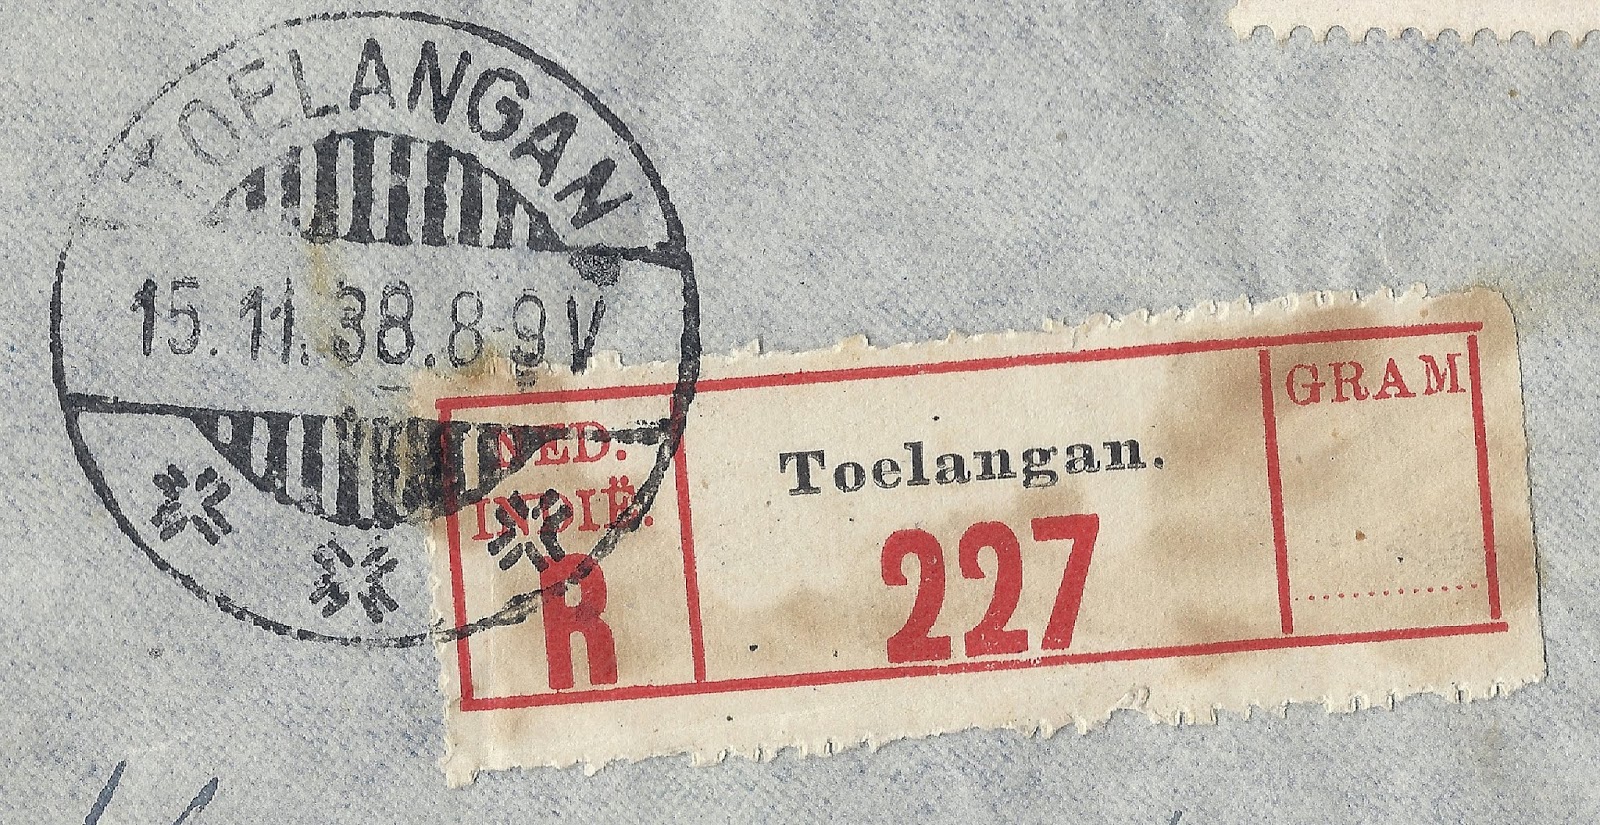 TOELANGAN
15.11.38.8-9V
NED.
INDIË.
R
Toelangan.
227
GRAM